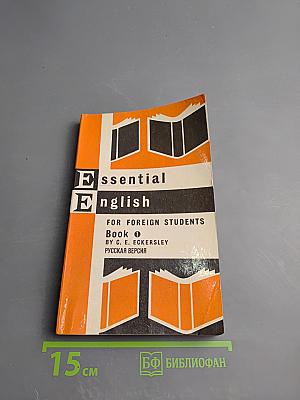 Essential
English
FOR FOREIGN STUDENTS
Book 1
BY C. E. ECKERSLEY
РУССКАЯ ВЕРСИЯ
15 см
БФ БИБЛИОФАН